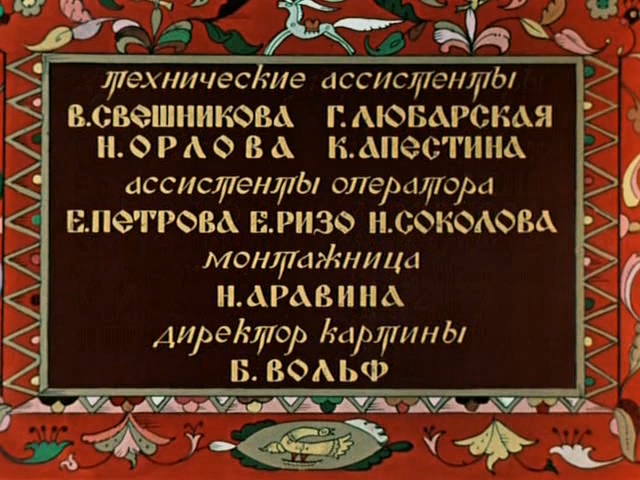 технические ассистенты
В.СВЕШНИКОВА Г.ЛЮБАРСКАЯ
Н.ОРЛОВА К.АПЕСТИНА
ассистенты оператора
Е.ПЕТРОВА Е.РИЗО Н.СОКОЛОВА
монтажница
Н.АРАВИНА
директор картины
Б.ВОЛЬФ